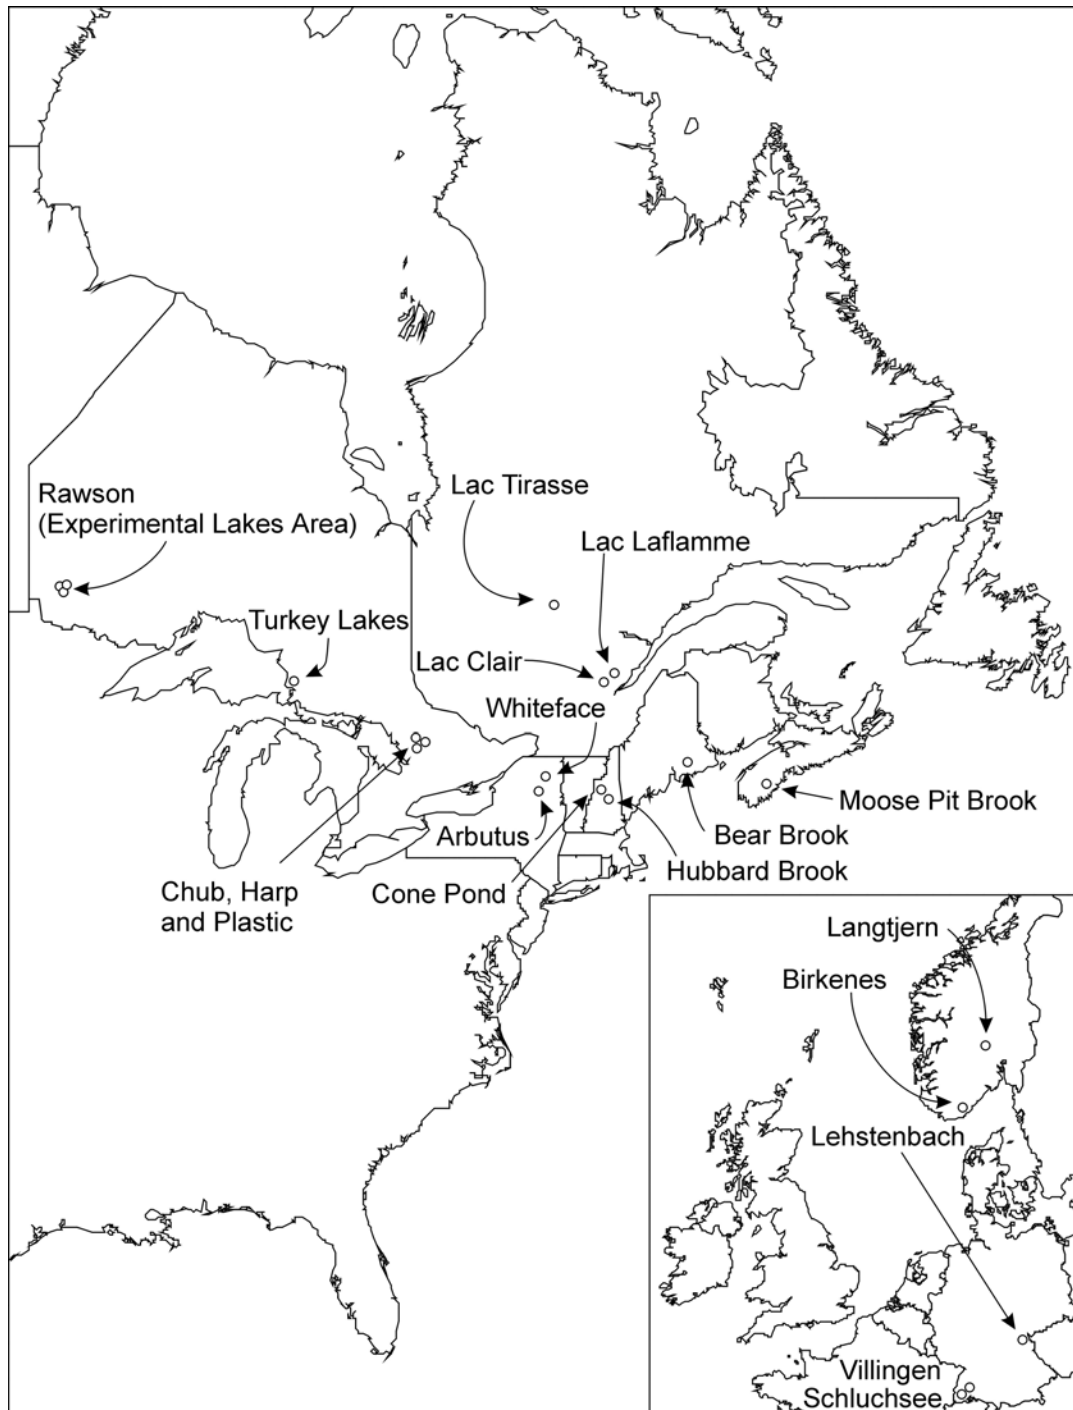 Rawson
(Experimental Lakes Area)
Lac Tirasse
Lac Laflamme
Turkey Lakes
Lac Clair
Whiteface
Arbutus
Moose Pit Brook
Bear Brook
Hubbard Brook
Cone Pond
Chub, Harp
and Plastic
Langtjern
Birkenes
Lehstenbach
Villingen
Schluchsee